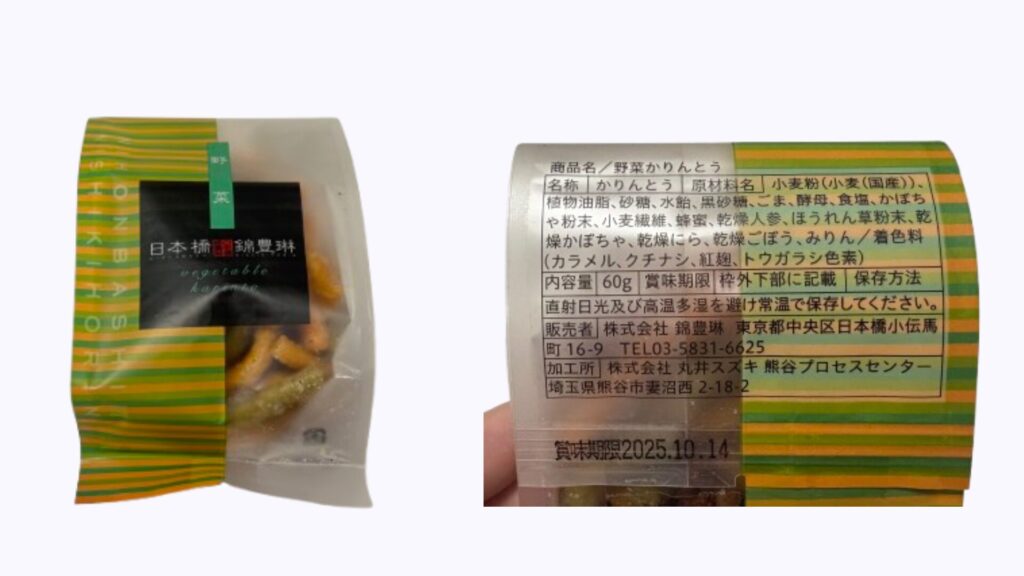 野菜
日本橋 錦豊琳
vegetable
karinto
NIHONBASHI
NISHIKIHORIN
商品名/野菜かりんとう
名称 かりんとう 原材料名 小麦粉(小麦(国産))、
植物油脂、砂糖、水飴、黒砂糖、ごま、酵母、食塩、かぼち
ゃ粉末、小麦繊維、蜂蜜、乾燥人参、ほうれん草粉末、乾
燥かぼちゃ、乾燥にら、乾燥ごぼう、みりん/着色料
(カラメル、クチナシ、紅麹、トウガラシ色素)
内容量 60g 賞味期限 枠外下部に記載 保存方法
直射日光及び高温多湿を避け常温で保存してください。
販売者 株式会社 錦豊琳 東京都中央区日本橋小伝馬
町16-9 TEL03-5831-6625
加工所 株式会社 丸井スズキ 熊谷プロセスセンター
埼玉県熊谷市妻沼西2-18-2
賞味期限2025.10.14